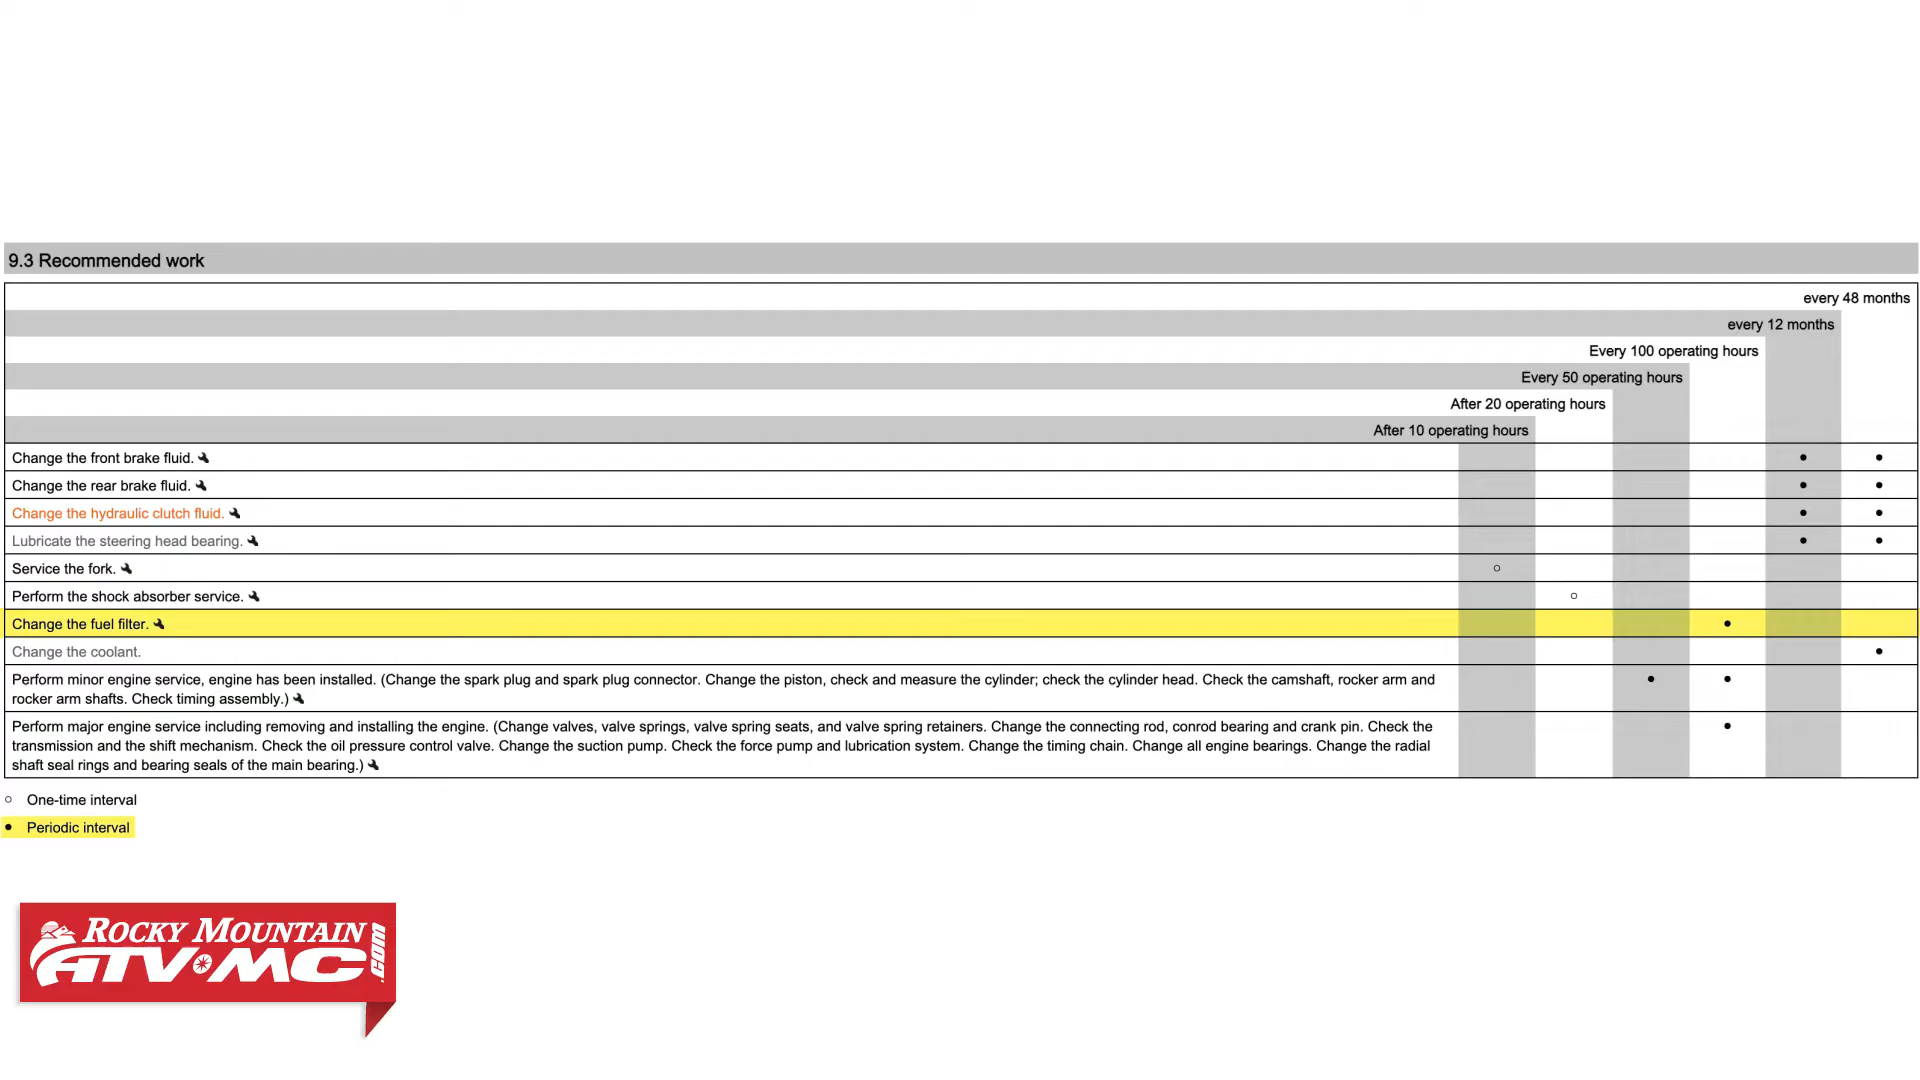 9.3 Recommended work
every 48 months
every 12 months
Every 100 operating hours
Every 50 operating hours
After 20 operating hours
After 10 operating hours
Change the front brake fluid.
Change the rear brake fluid.
Change the hydraulic clutch fluid.
Lubricate the steering head bearing.
Service the fork.
Perform the shock absorber service.
Change the fuel filter.
Change the coolant.
Perform minor engine service, engine has been installed. (Change the spark plug and spark plug connector. Change the piston, check and measure the cylinder; check the cylinder head. Check the camshaft, rocker arm and
rocker arm shafts. Check timing assembly.)
Perform major engine service including removing and installing the engine. (Change valves, valve springs, valve spring seats, and valve spring retainers. Change the connecting rod, conrod bearing and crank pin. Check the
transmission and the shift mechanism. Check the oil pressure control valve. Change the suction pump. Check the force pump and lubrication system. Change the timing chain. Change all engine bearings. Change the radial
shaft seal rings and bearing seals of the main bearing.)
○ One-time interval
● Periodic interval
ROCKY MOUNTAIN
ATV•MC
.COM